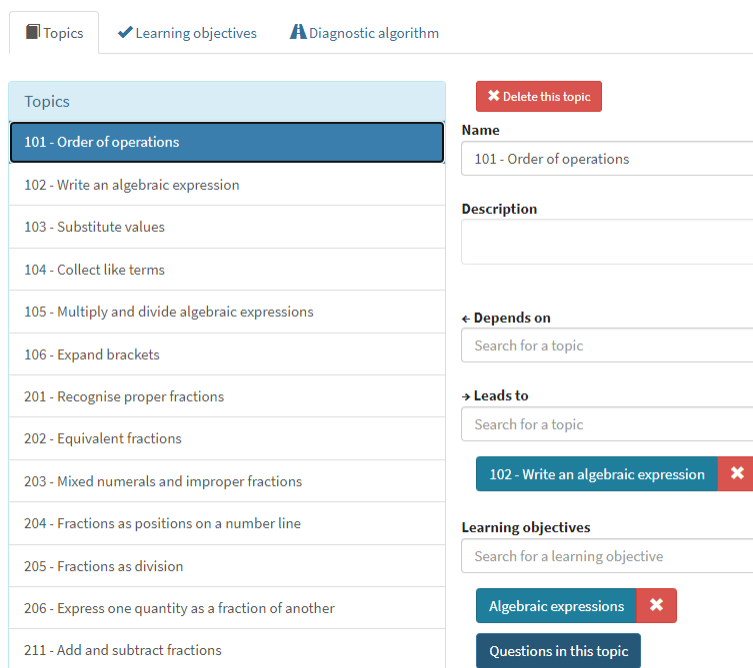 Topics
Learning objectives
Diagnostic algorithm
Topics
101 - Order of operations
102 - Write an algebraic expression
103 - Substitute values
104 - Collect like terms
105 - Multiply and divide algebraic expressions
106 - Expand brackets
201 - Recognise proper fractions
202 - Equivalent fractions
203 - Mixed numerals and improper fractions
204 - Fractions as positions on a number line
205 - Fractions as division
206 - Express one quantity as a fraction of another
211 - Add and subtract fractions
✖ Delete this topic
Name
101 - Order of operations
Description
← Depends on
Search for a topic
→ Leads to
Search for a topic
102 - Write an algebraic expression ✖
Learning objectives
Search for a learning objective
Algebraic expressions ✖
Questions in this topic